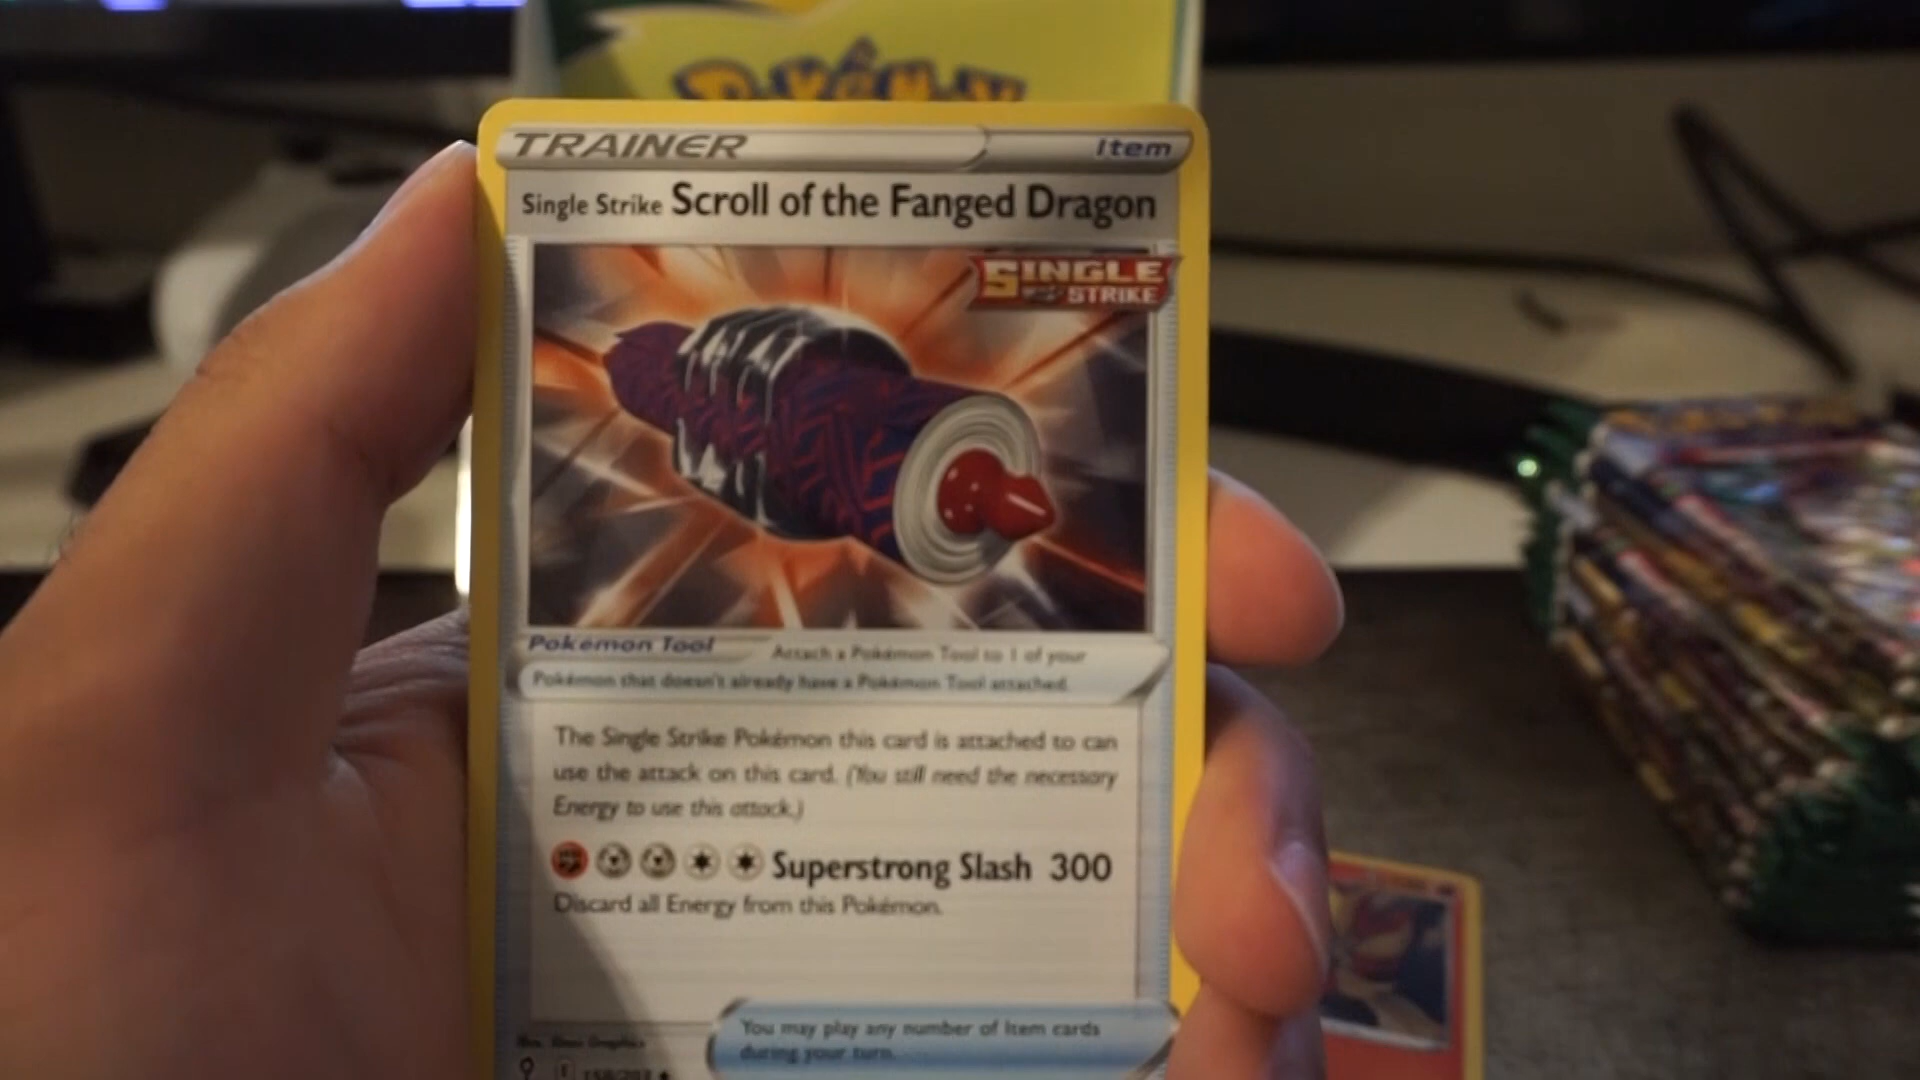 Pokémon
TRAINER
Item
Single Strike Scroll of the Fanged Dragon
SINGLE
STRIKE
Pokémon Tool
Attach a Pokémon Tool to 1 of your
Pokémon that doesn't already have a Pokémon Tool attached.
The Single Strike Pokémon this card is attached to can
use the attack on this card. (You still need the necessary
Energy to use this attack.)
Superstrong Slash 300
Discard all Energy from this Pokémon.
You may play any number of Item cards
during your turn.
158/203